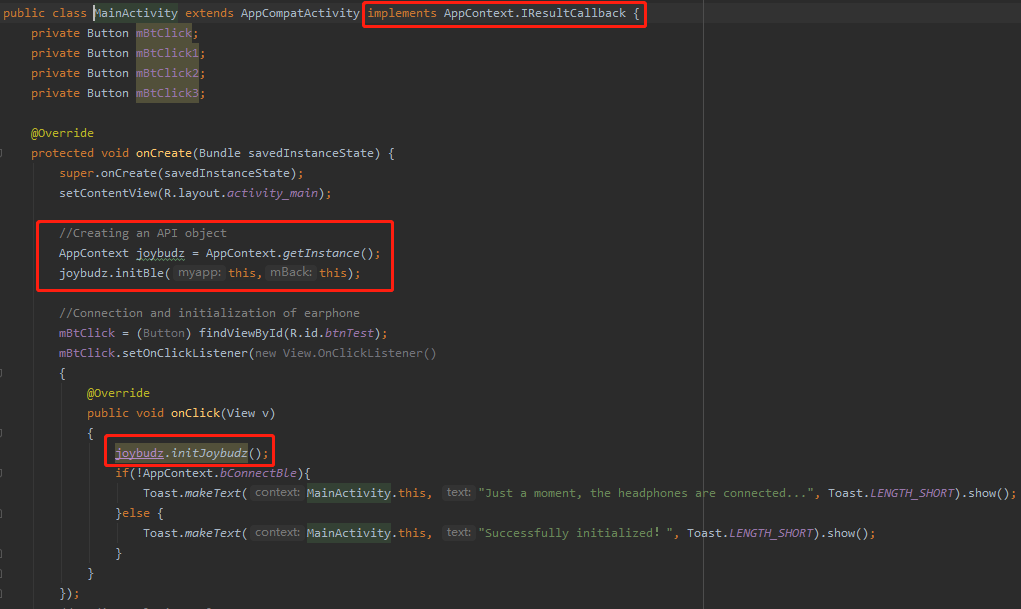 public class MainActivity extends AppCompatActivity implements AppContext.IResultCallback {
private Button mBtClick;
private Button mBtClick1;
private Button mBtClick2;
private Button mBtClick3;
@Override
protected void onCreate(Bundle savedInstanceState) {
super.onCreate(savedInstanceState);
setContentView(R.layout.activity_main);
//Creating an API object
AppContext joybudz = AppContext.getInstance();
joybudz.initBle( myapp: this, mBack: this);
//Connection and initialization of earphone
mBtClick = (Button) findViewById(R.id.btnTest);
mBtClick.setOnClickListener(new View.OnClickListener()
{
@Override
public void onClick(View v)
{
joybudz.initJoybudz();
if(!AppContext.bConnectBle){
Toast.makeText( context: MainActivity.this, text: "Just a moment, the headphones are connected...", Toast.LENGTH_SHORT).show();
}else {
Toast.makeText( context: MainActivity.this, text: "Successfully initialized! ", Toast.LENGTH_SHORT).show();
}
}
});